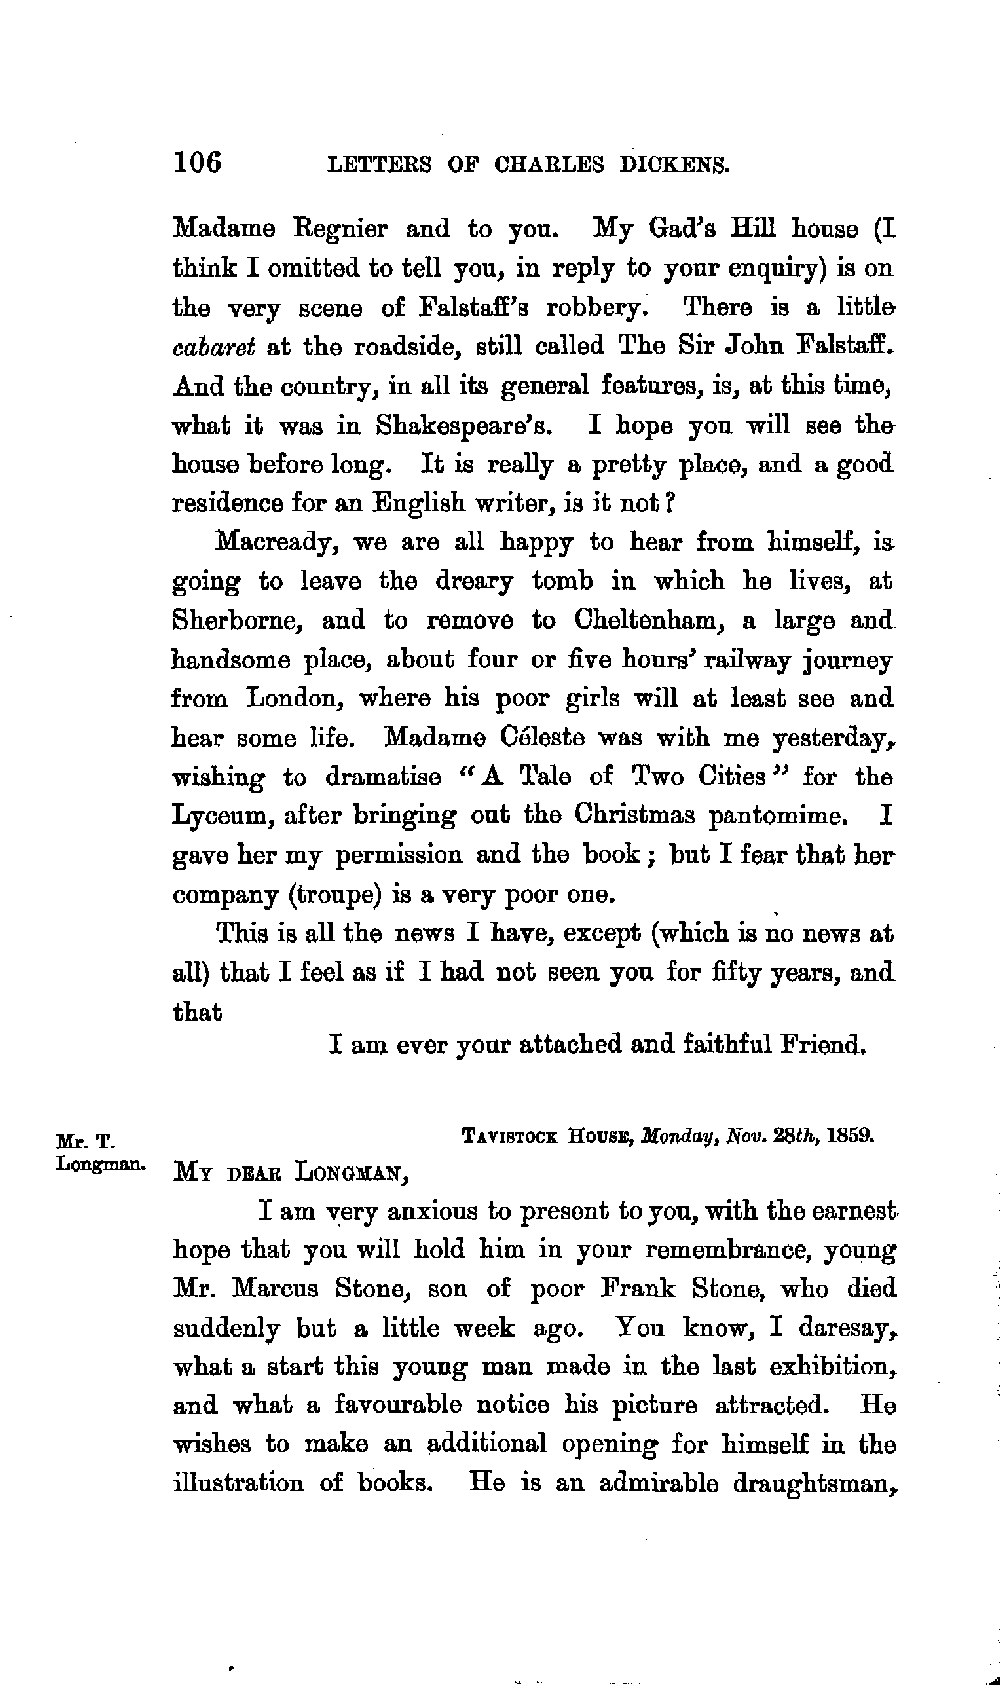 106 LETTERS OF CHARLES DICKENS.
Madame Regnier and to you. My Gad's Hill house (I
think I omitted to tell you, in reply to your enquiry) is on
the very scene of Falstaff's robbery. There is a little
cabaret at the roadside, still called The Sir John Falstaff.
And the country, in all its general features, is, at this time,
what it was in Shakespeare's. I hope you will see the
house before long. It is really a pretty place, and a good
residence for an English writer, is it not?
Macready, we are all happy to hear from himself, is
going to leave the dreary tomb in which he lives, at
Sherborne, and to remove to Cheltenham, a large and
handsome place, about four or five hours' railway journey
from London, where his poor girls will at least see and
hear some life. Madame Céleste was with me yesterday,
wishing to dramatise "A Tale of Two Cities" for the
Lyceum, after bringing out the Christmas pantomime. I
gave her my permission and the book; but I fear that her
company (troupe) is a very poor one.
This is all the news I have, except (which is no news at
all) that I feel as if I had not seen you for fifty years, and
that
I am ever your attached and faithful Friend.
Mr. T.
Longman.
TAVISTOCK HOUSE, Monday, Nov. 28th, 1859.
MY DEAR LONGMAN,
I am very anxious to present to you, with the earnest
hope that you will hold him in your remembrance, young
Mr. Marcus Stone, son of poor Frank Stone, who died
suddenly but a little week ago. You know, I daresay,
what a start this young man made in the last exhibition,
and what a favourable notice his picture attracted. He
wishes to make an additional opening for himself in the
illustration of books. He is an admirable draughtsman,